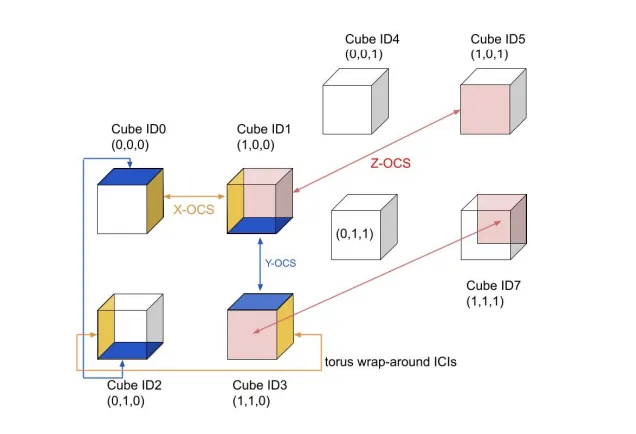 Cube ID4
(0,0,1)
Cube ID5
(1,0,1)
Cube ID0
(0,0,0)
Cube ID1
(1,0,0)
Z-OCS
X-OCS
(0,1,1)
Y-OCS
Cube ID7
(1,1,1)
torus wrap-around ICIs
Cube ID2
(0,1,0)
Cube ID3
(1,1,0)